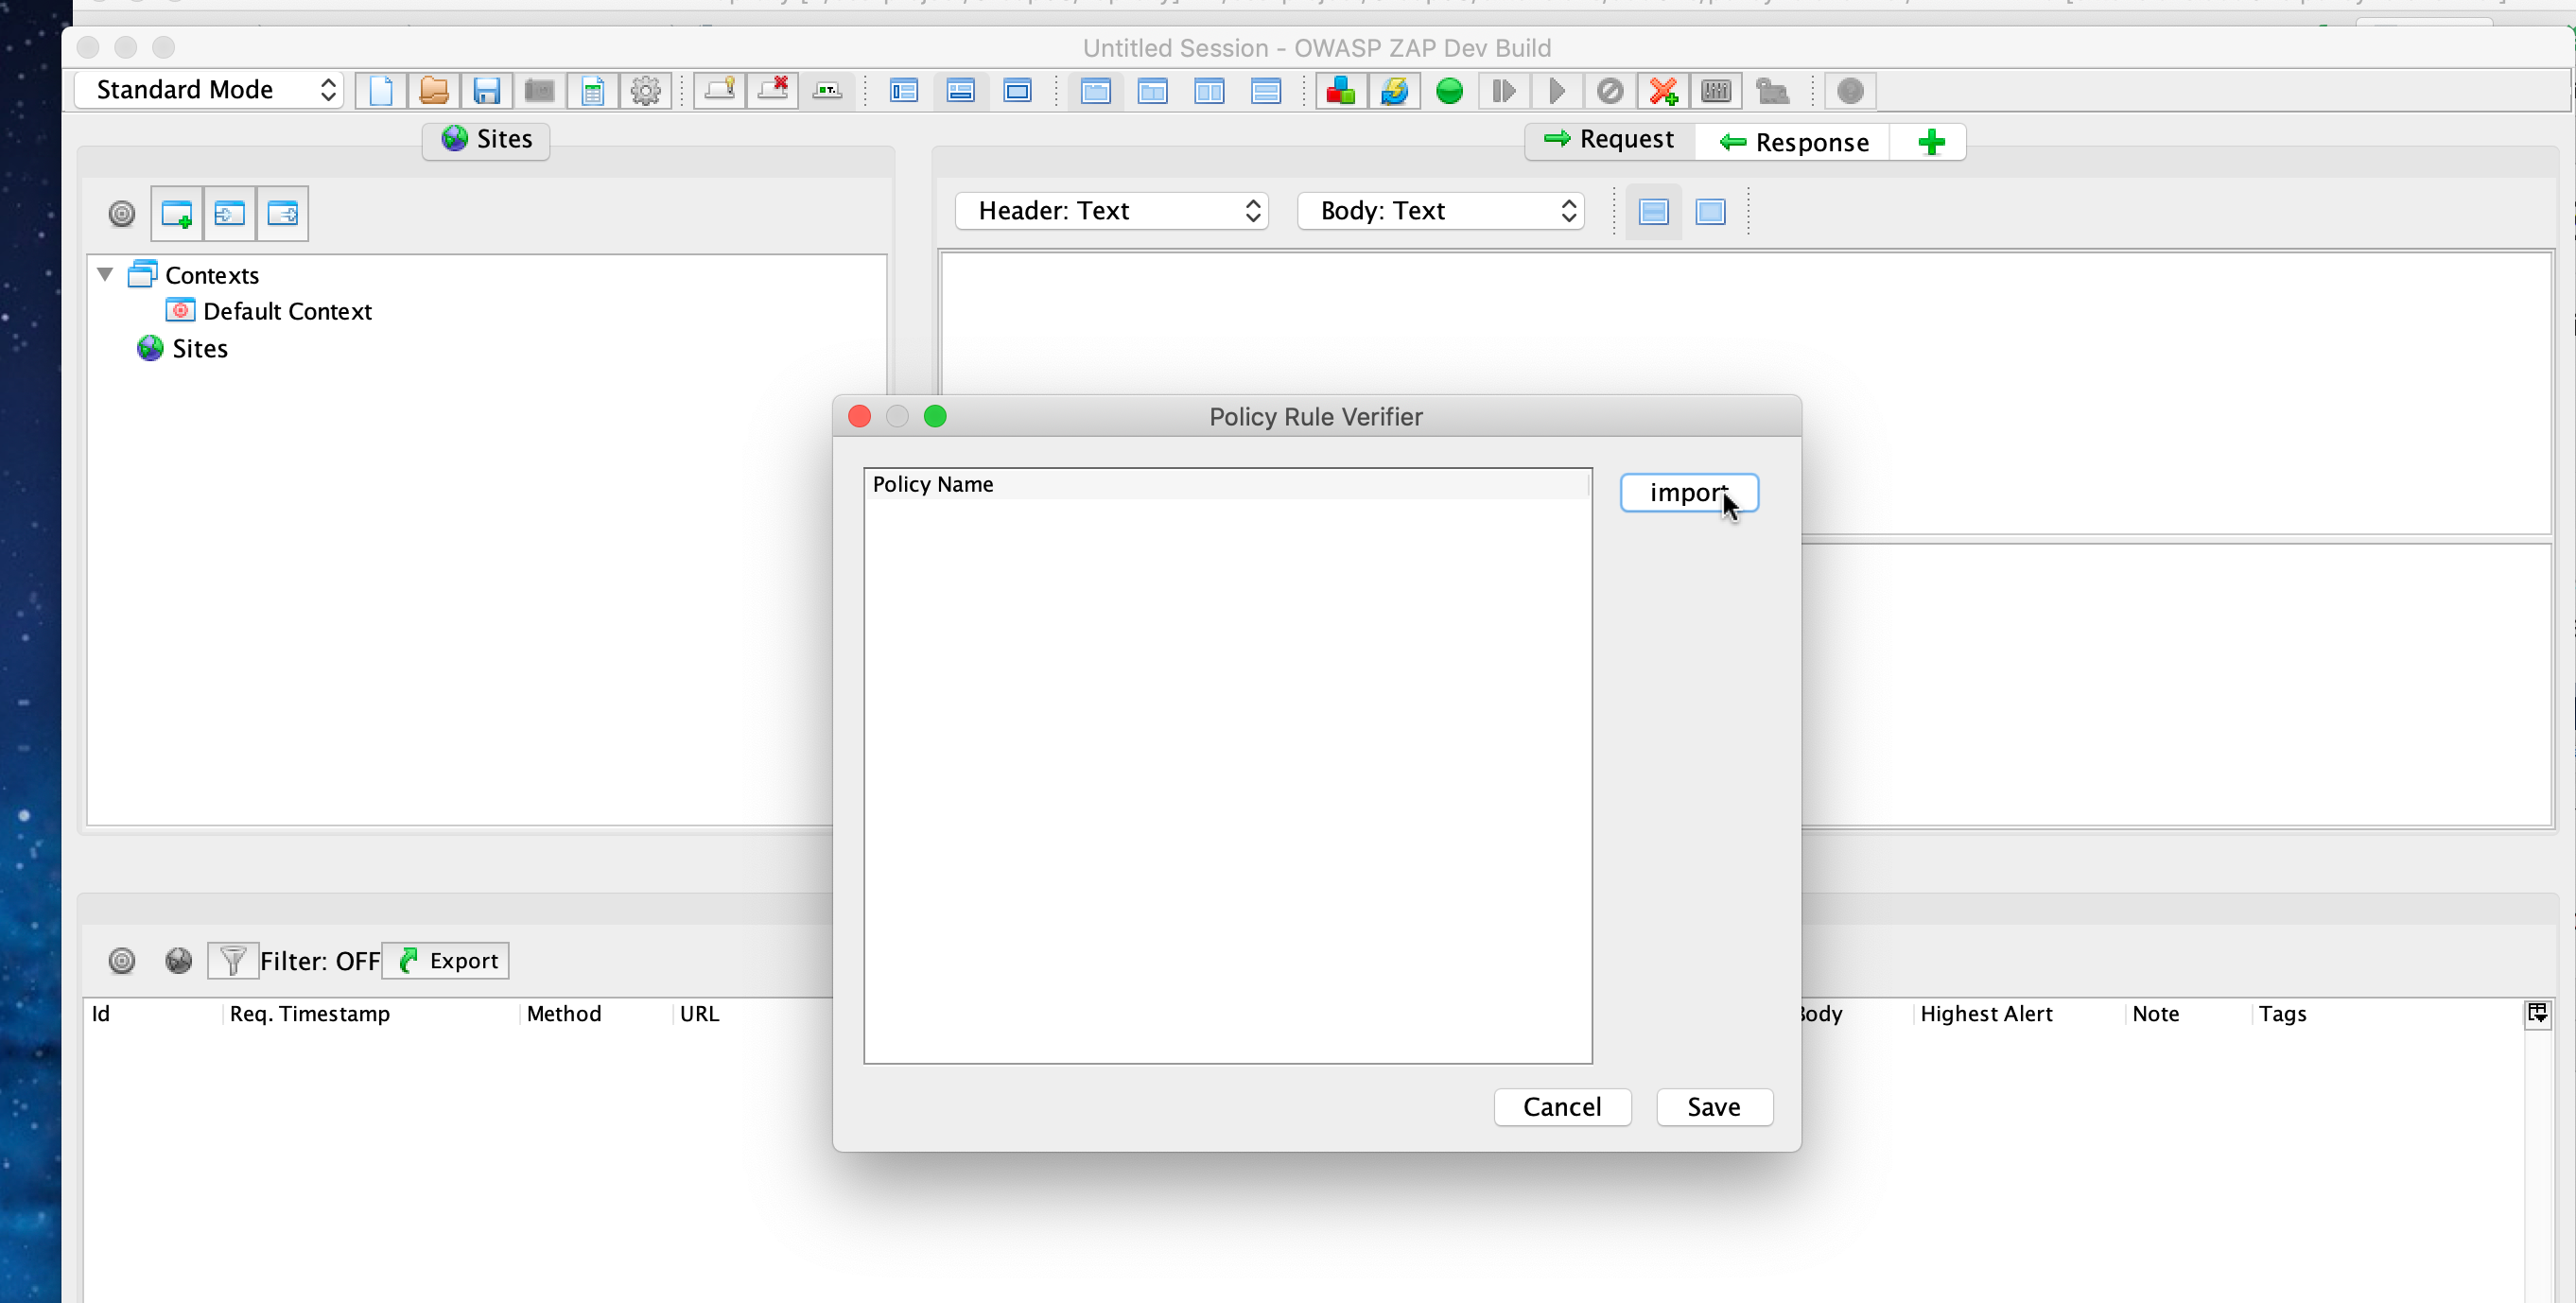 Untitled Session - OWASP ZAP Dev Build
Standard Mode
Sites
Request
Response
Header: Text
Body: Text
Contexts
Default Context
Sites
Policy Rule Verifier
Policy Name
import
Cancel
Save
Filter: OFF
Export
Id
Req. Timestamp
Method
URL
Body
Highest Alert
Note
Tags